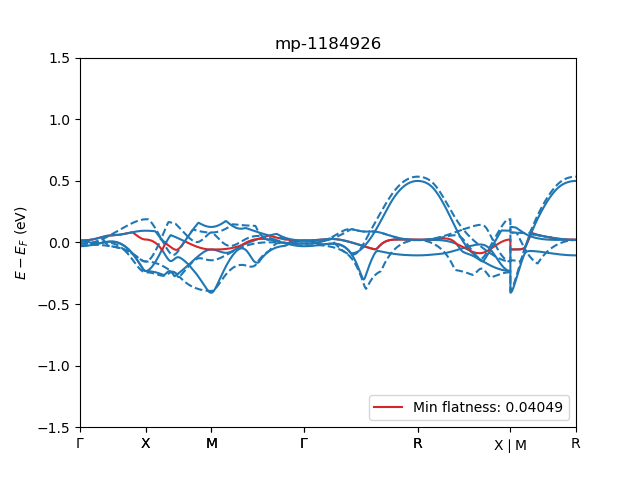 mp-1184926
E − E_F (eV)
1.5
1.0
0.5
0.0
−0.5
−1.0
−1.5
Min flatness: 0.04049
Γ X M Γ R X | M R